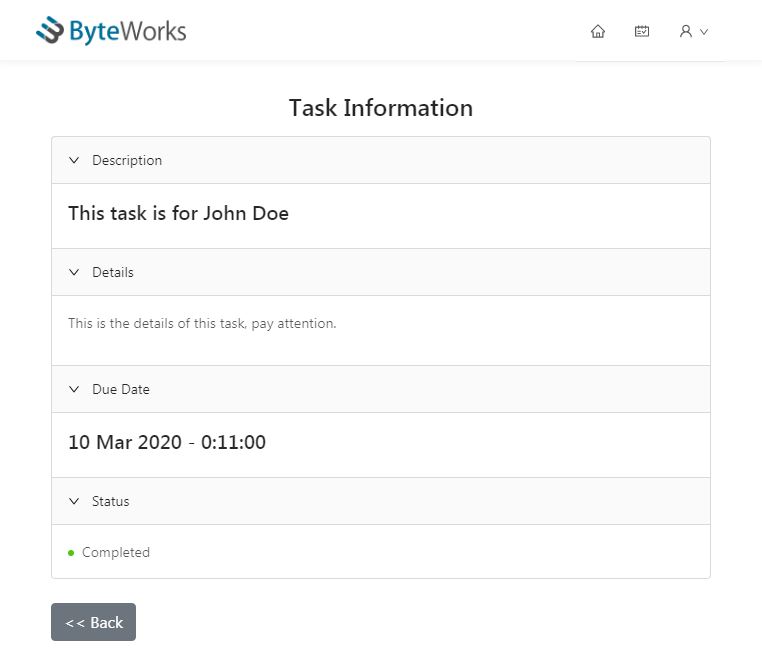 ByteWorks
Task Information
Description
This task is for John Doe
Details
This is the details of this task, pay attention.
Due Date
10 Mar 2020 - 0:11:00
Status
Completed
<< Back